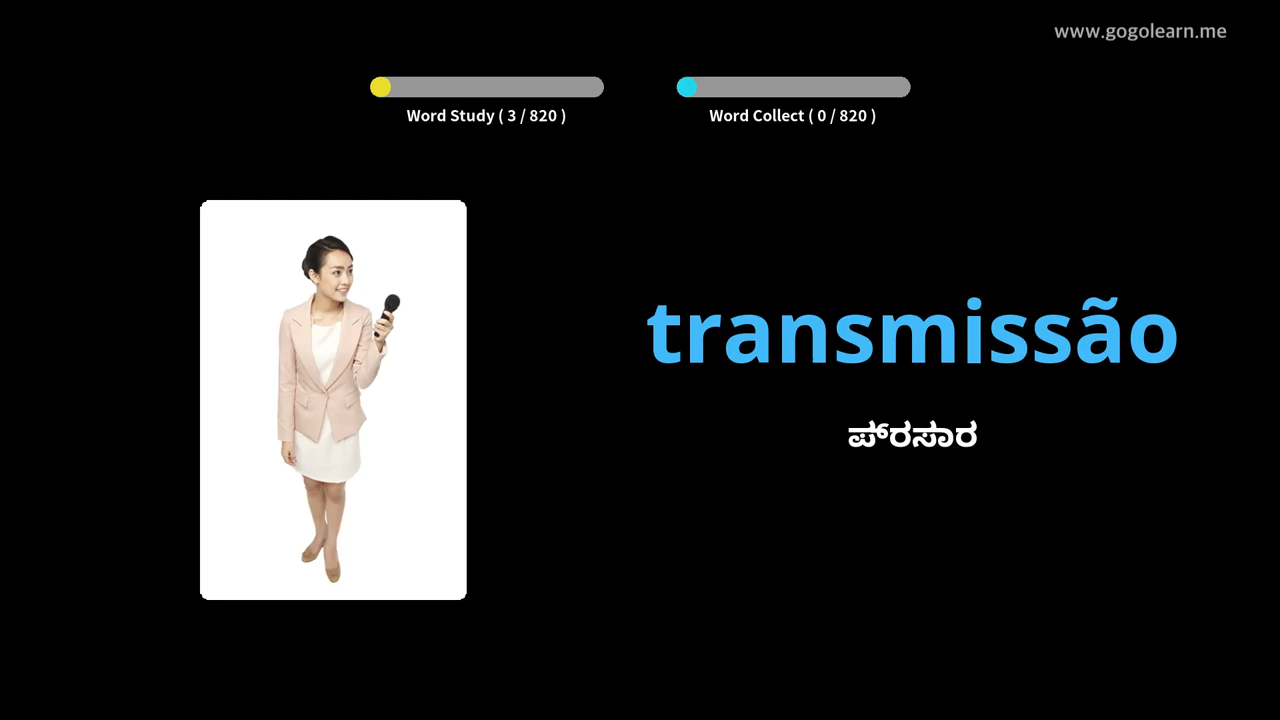 www.gogolearn.me
Word Study ( 3 / 820 )
Word Collect ( 0 / 820 )
transmissão
ಪ್ರಸಾರ